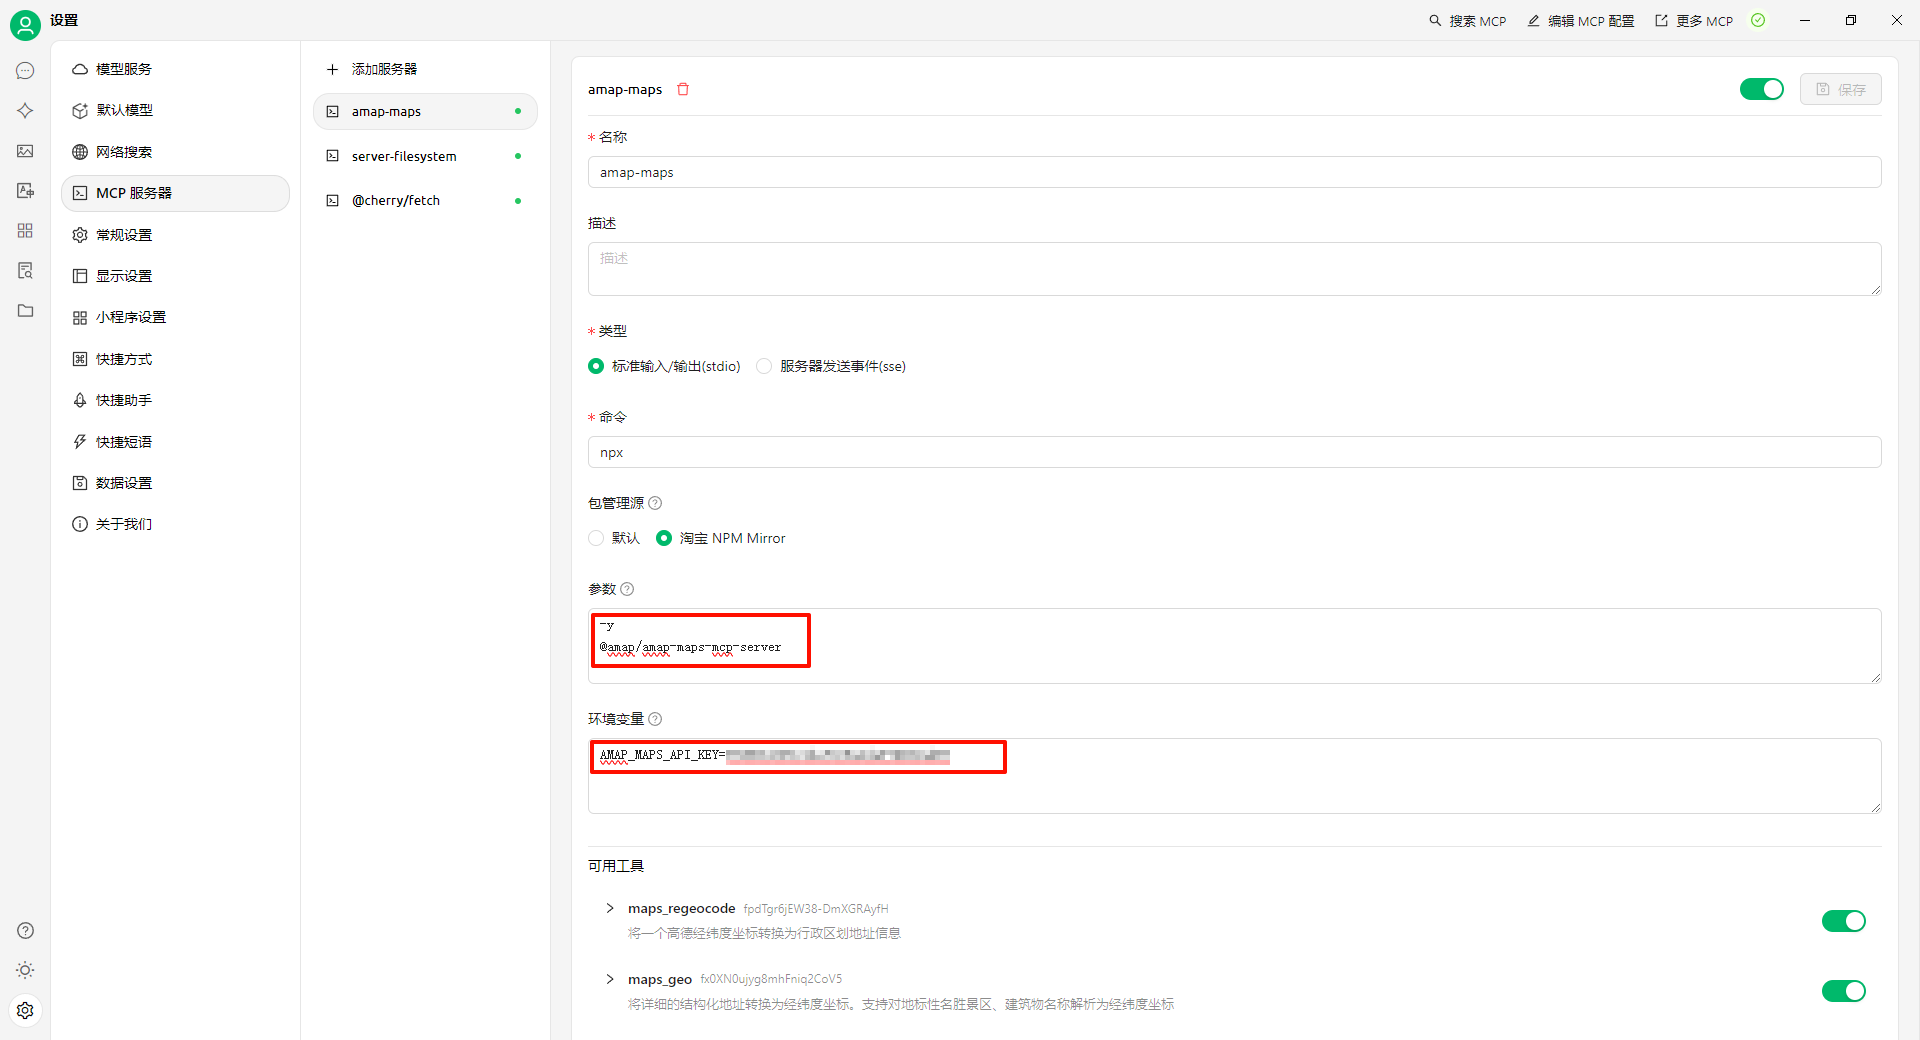 设置
搜索 MCP
编辑 MCP 配置
更多 MCP
模型服务
默认模型
网络搜索
MCP 服务器
常规设置
显示设置
小程序设置
快捷方式
快捷助手
快捷短语
数据设置
关于我们
添加服务器
amap-maps
server-filesystem
@cherry/fetch
amap-maps
保存
* 名称
amap-maps
描述
描述
* 类型
标准输入/输出(stdio)
服务器发送事件(sse)
* 命令
npx
包管理源
默认
淘宝 NPM Mirror
参数
-y
@amap/amap-maps-mcp-server
环境变量
AMAP_MAPS_API_KEY=
可用工具
maps_regeocode fpdTgr6jEW38-DmXGRAyfH
将一个高德经纬度坐标转换为行政区划地址信息
maps_geo fx0XN0ujyg8mhFniq2CoV5
将详细的结构化地址转换为经纬度坐标。支持对地标性名胜景区、建筑物名称解析为经纬度坐标